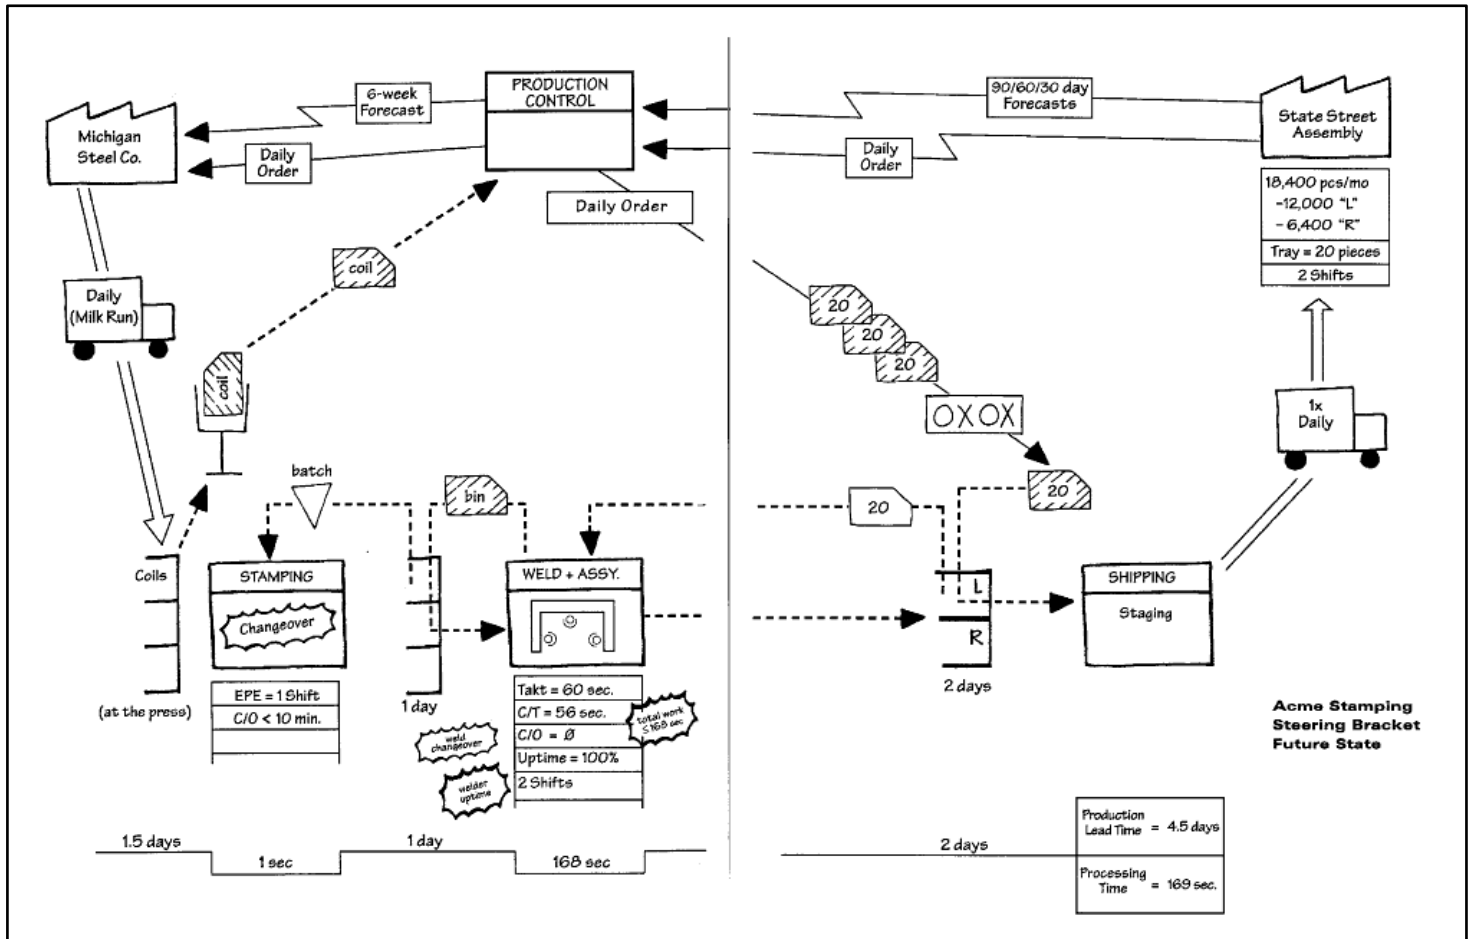 PRODUCTION
CONTROL
6-week
Forecast
90/60/30 day
Forecasts
State Street
Assembly
Michigan
Steel Co.
Daily
Order
Daily
Order
Daily Order
18,400 pcs/mo
-12,000 "L"
- 6,400 "R"
Tray = 20 pieces
2 Shifts
coil
Daily
(Milk Run)
20
20
20
coil
OXOX
1x
Daily
batch
bin
20
20
Coils
STAMPING
WELD + ASSY.
L
SHIPPING
Changeover
Staging
R
(at the press)
EPE = 1 Shift
C/O < 10 min.
1 day
Takt = 60 sec.
C/T = 56 sec.
C/O = Ø
Uptime = 100%
2 Shifts
total work
≤ 168 sec
weld
changeover
welder
uptime
2 days
Acme Stamping
Steering Bracket
Future State
1.5 days
1 sec
1 day
168 sec
2 days
Production
Lead Time = 4.5 days
Processing
Time = 169 sec.